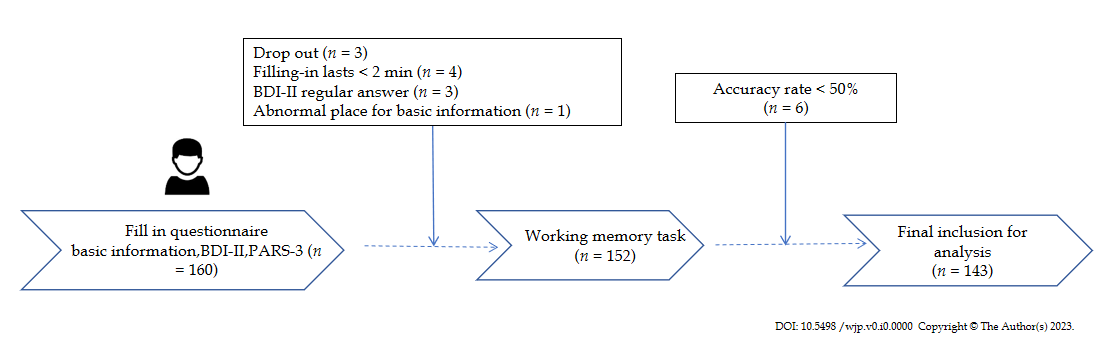 Drop out (n = 3)
Filling-in lasts < 2 min (n = 4)
BDI-II regular answer (n = 3)
Abnormal place for basic information (n = 1)
Accuracy rate < 50%
(n = 6)
Fill in questionnaire
basic information,BDI-II,PARS-3 (n
= 160)
Working memory task
(n = 152)
Final inclusion for
analysis
(n = 143)
DOI: 10.5498 /wjp.v0.i0.0000 Copyright © The Author(s) 2023.